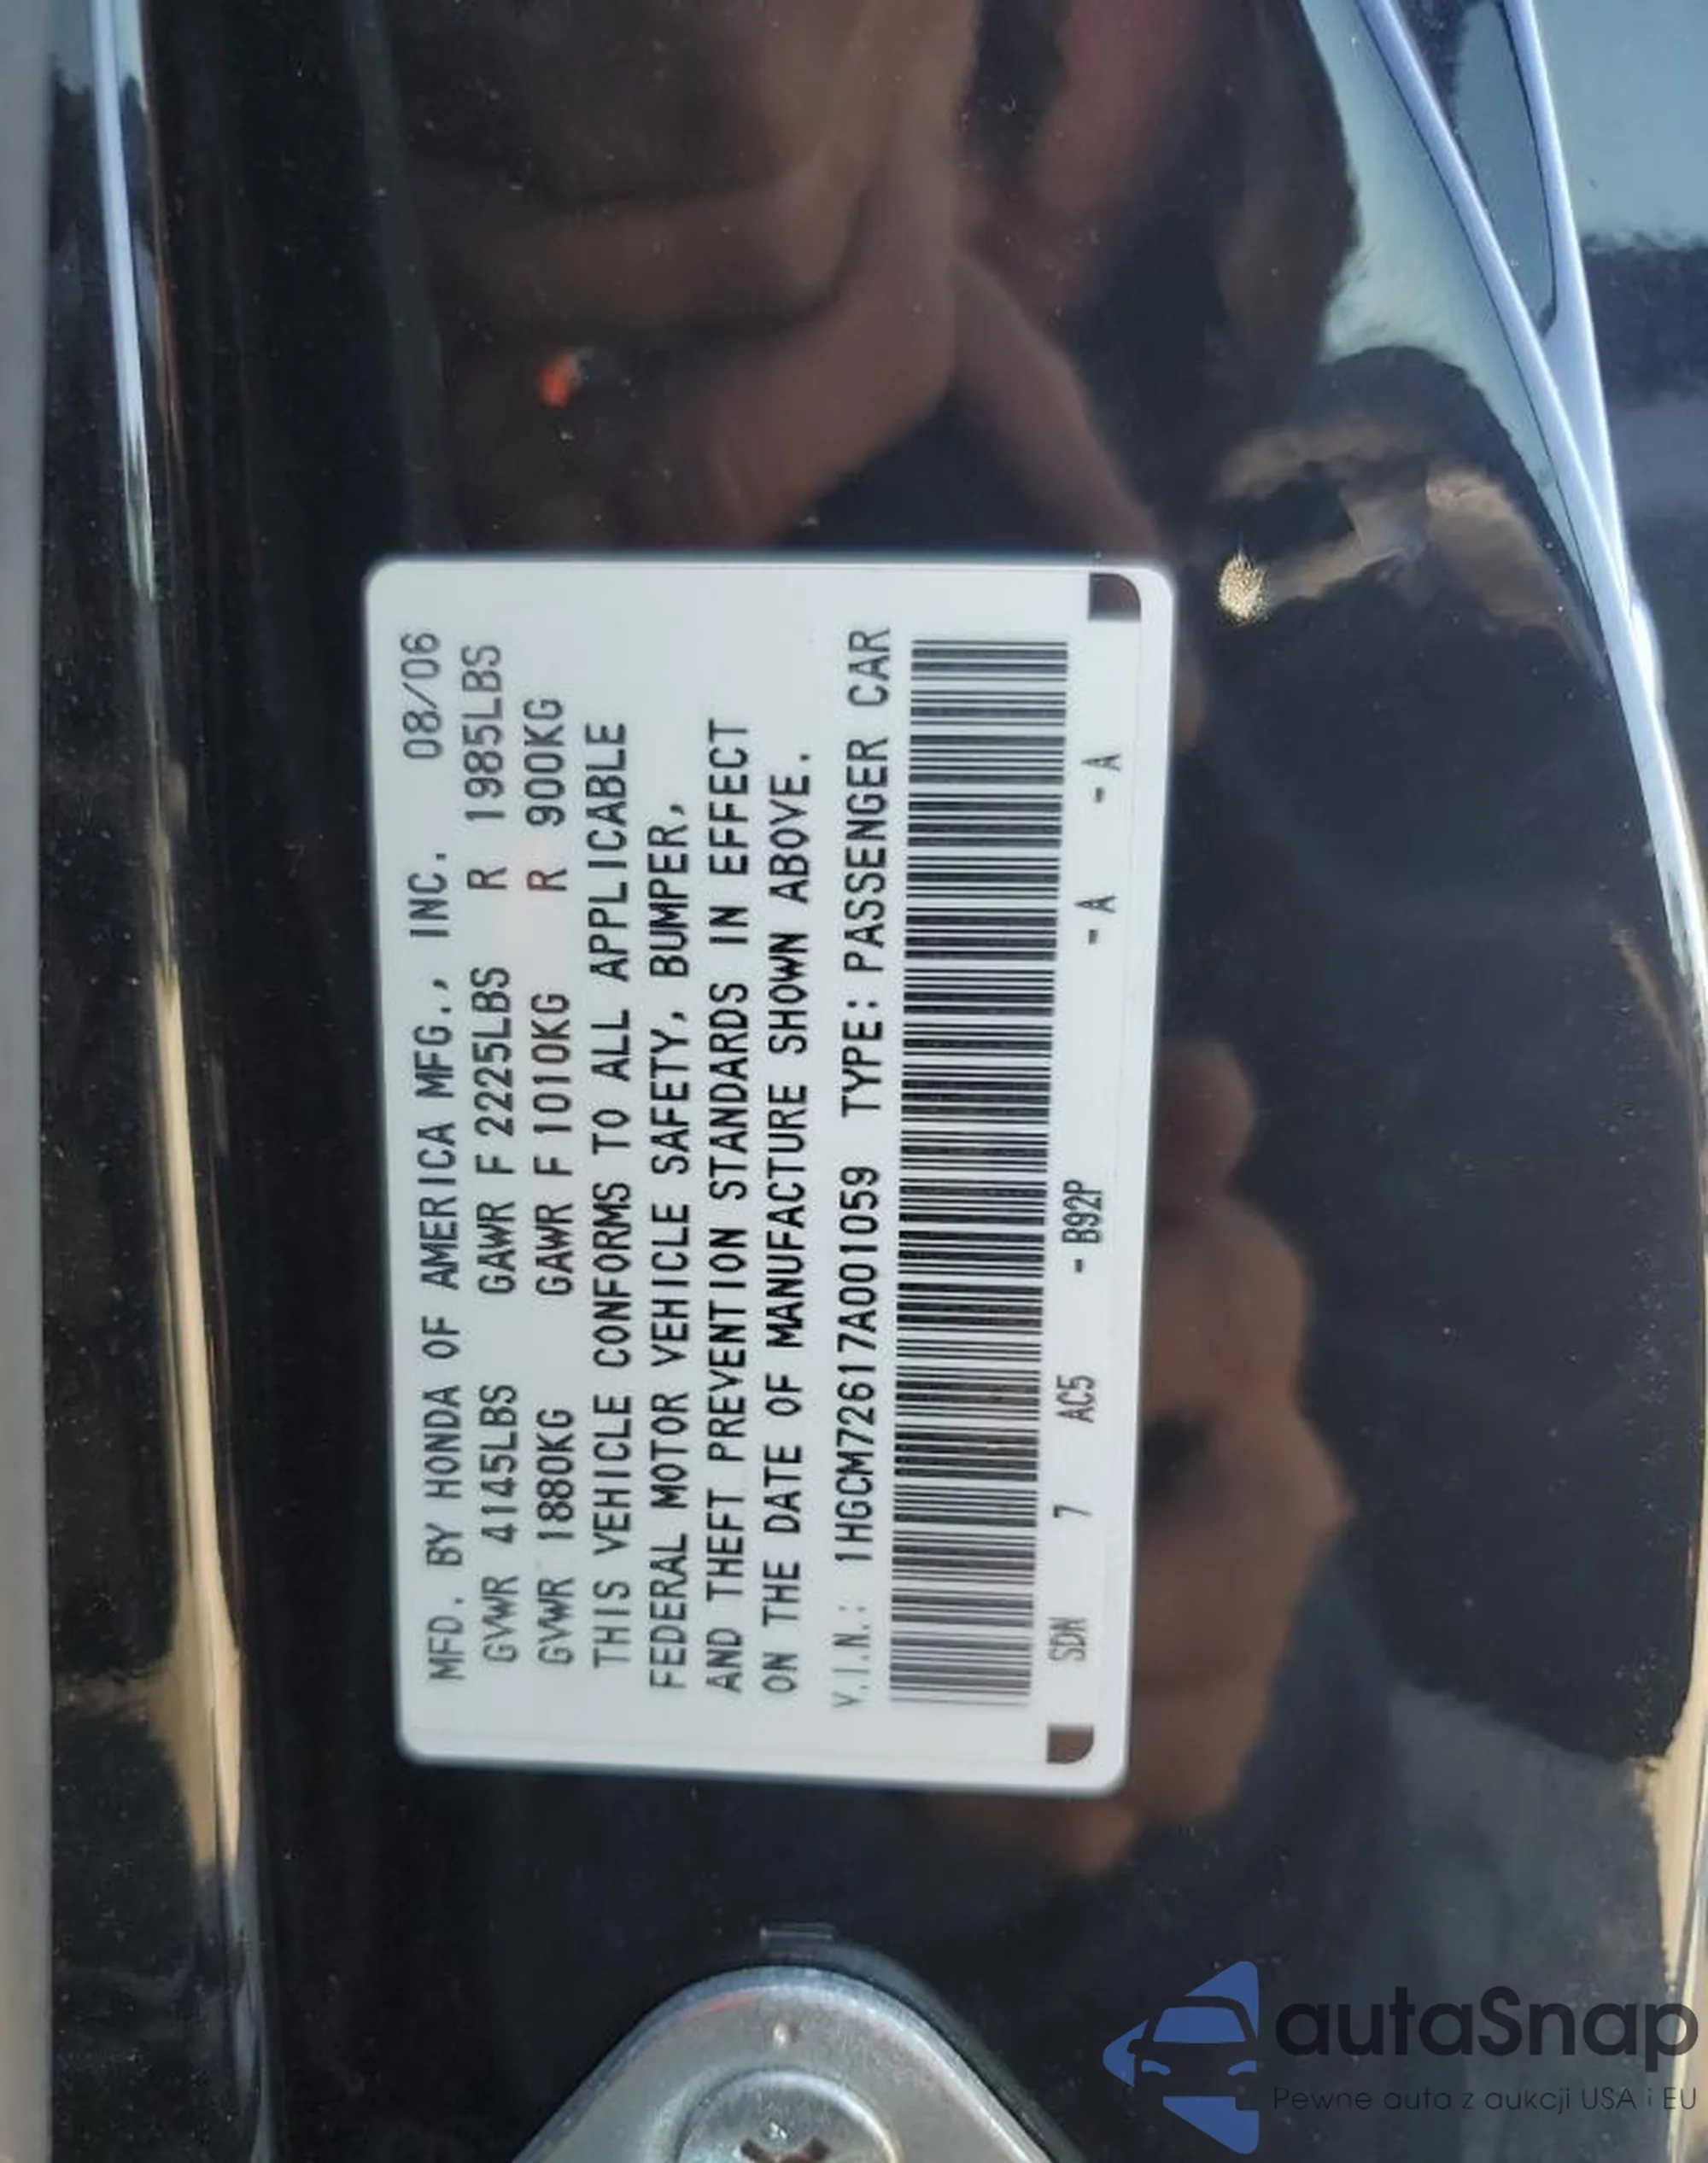 MFD. BY HONDA OF AMERICA MFG., INC. 08/06
GVWR 4145LBS GAWR F 2225LBS R 1985LBS
GVWR 1880KG GAWR F 1010KG R 900KG
THIS VEHICLE CONFORMS TO ALL APPLICABLE
FEDERAL MOTOR VEHICLE SAFETY, BUMPER,
AND THEFT PREVENTION STANDARDS IN EFFECT
ON THE DATE OF MANUFACTURE SHOWN ABOVE.
V.I.N.: 1HGCM72617A001059 TYPE: PASSENGER CAR
SDN 7 AC5 - B92P - A - A
autaSnap
Pewne auta z aukcji USA i EU